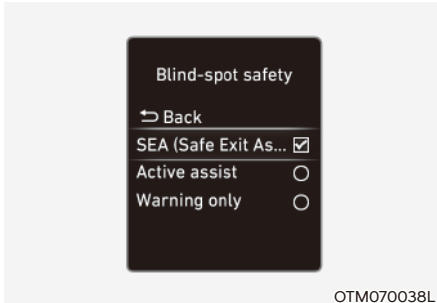 Blind-spot safety
Back
SEA (Safe Exit As...
Active assist
Warning only
OTM070038L